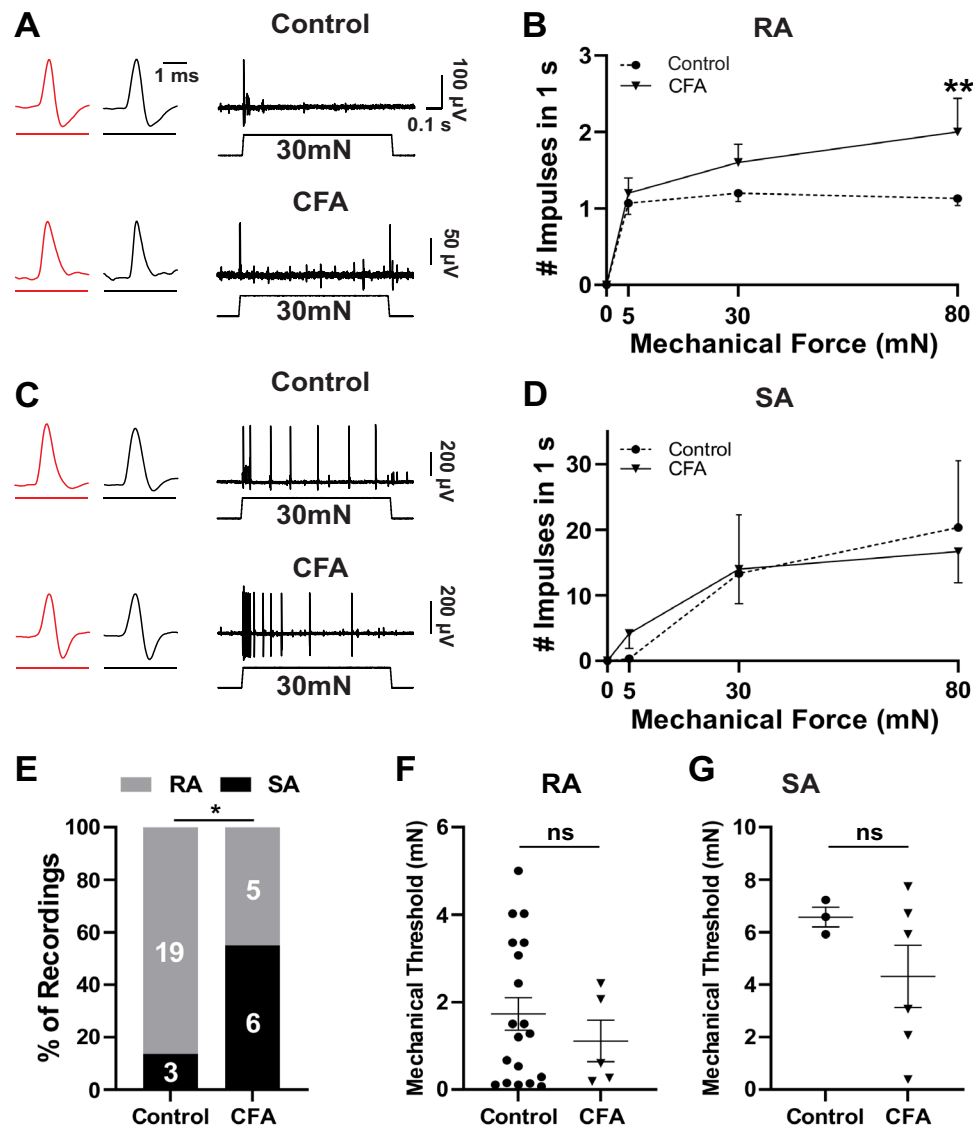 A
Control
1 ms
100 µV
0.1 s
30mN
CFA
50 µV
30mN
B
RA
Control
CFA
**
# Impulses in 1 s
3
2
1
0
0
5
30
80
Mechanical Force (mN)
C
Control
200 µV
30mN
CFA
200 µV
30mN
D
SA
Control
CFA
# Impulses in 1 s
30
20
10
0
0
5
30
80
Mechanical Force (mN)
E
RA
SA
*
% of Recordings
100
80
60
40
20
0
19
3
5
6
Control
CFA
F
RA
ns
Mechanical Threshold (mN)
6
4
2
0
Control
CFA
G
SA
ns
Mechanical Threshold (mN)
10
8
6
4
2
0
Control
CFA